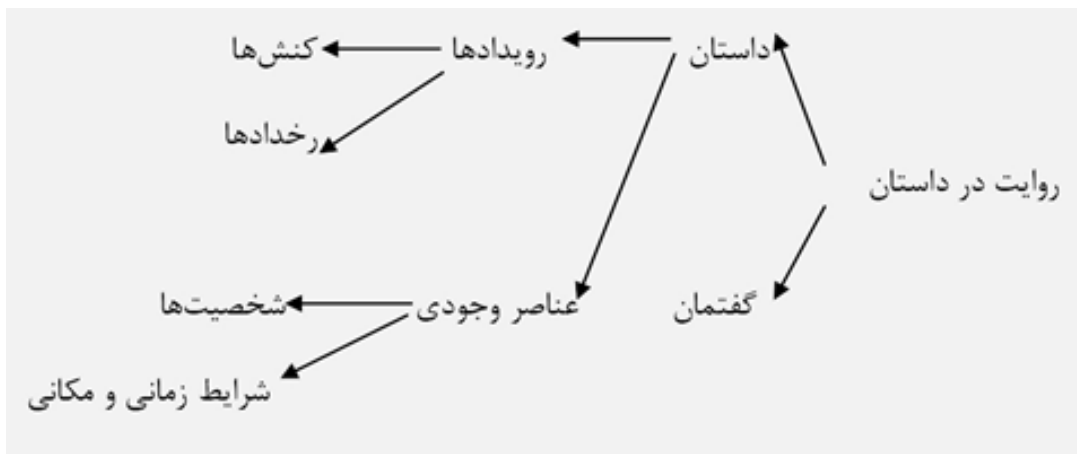 داستان
رویدادها
کنش‌ها
رخدادها
روایت در داستان
گفتمان
عناصر وجودی
شخصیت‌ها
شرایط زمانی و مکانی